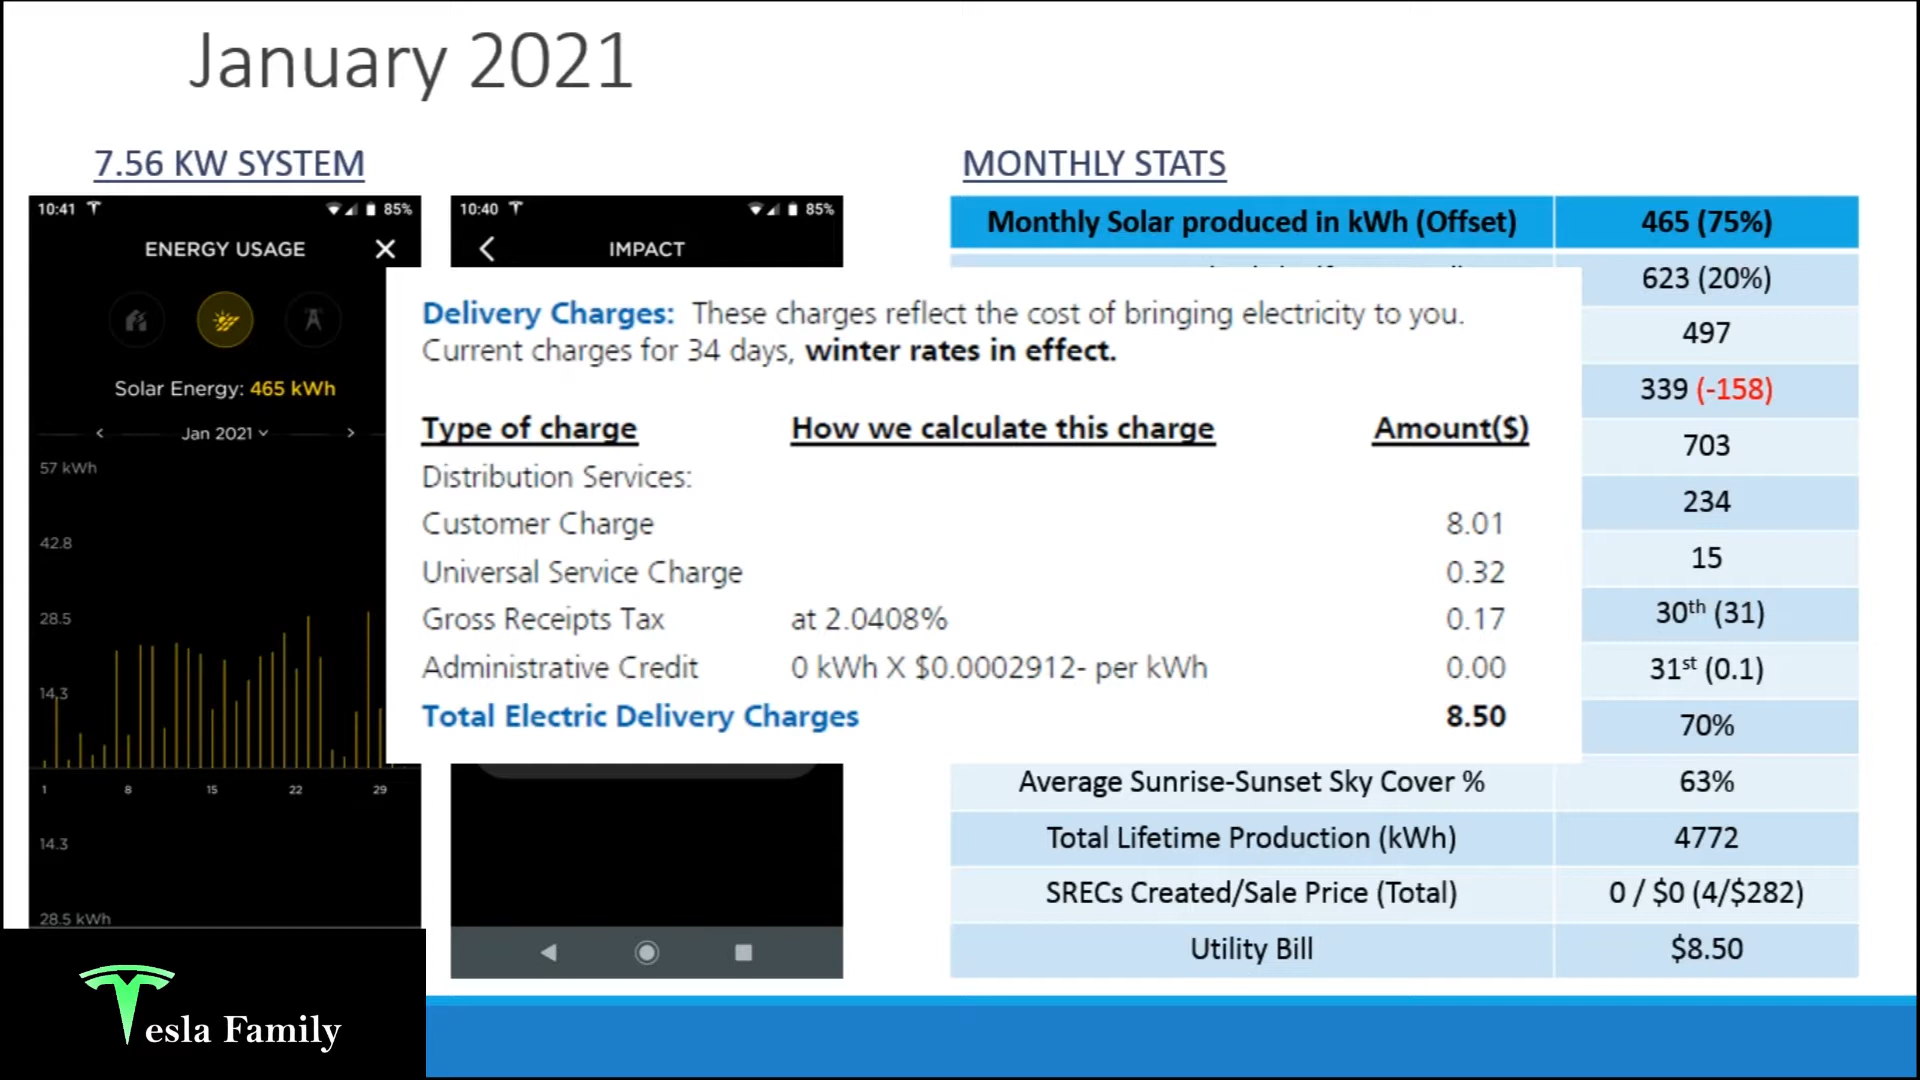 January 2021
7.56 KW SYSTEM
MONTHLY STATS
10:41
85%
ENERGY USAGE
Solar Energy: 465 kWh
Jan 2021
57 kWh
42.8
28.5
14.3
1 8 15 22 29
14.3
28.5 kWh
10:40
85%
IMPACT
Delivery Charges: These charges reflect the cost of bringing electricity to you.
Current charges for 34 days, winter rates in effect.
Type of charge How we calculate this charge Amount($)
Distribution Services:
Customer Charge 8.01
Universal Service Charge 0.32
Gross Receipts Tax at 2.0408% 0.17
Administrative Credit 0 kWh X $0.0002912- per kWh 0.00
Total Electric Delivery Charges 8.50
Monthly Solar produced in kWh (Offset) 465 (75%)
623 (20%)
497
339 (-158)
703
234
15
30th (31)
31st (0.1)
70%
Average Sunrise-Sunset Sky Cover % 63%
Total Lifetime Production (kWh) 4772
SRECs Created/Sale Price (Total) 0 / $0 (4/$282)
Utility Bill $8.50
Tesla Family